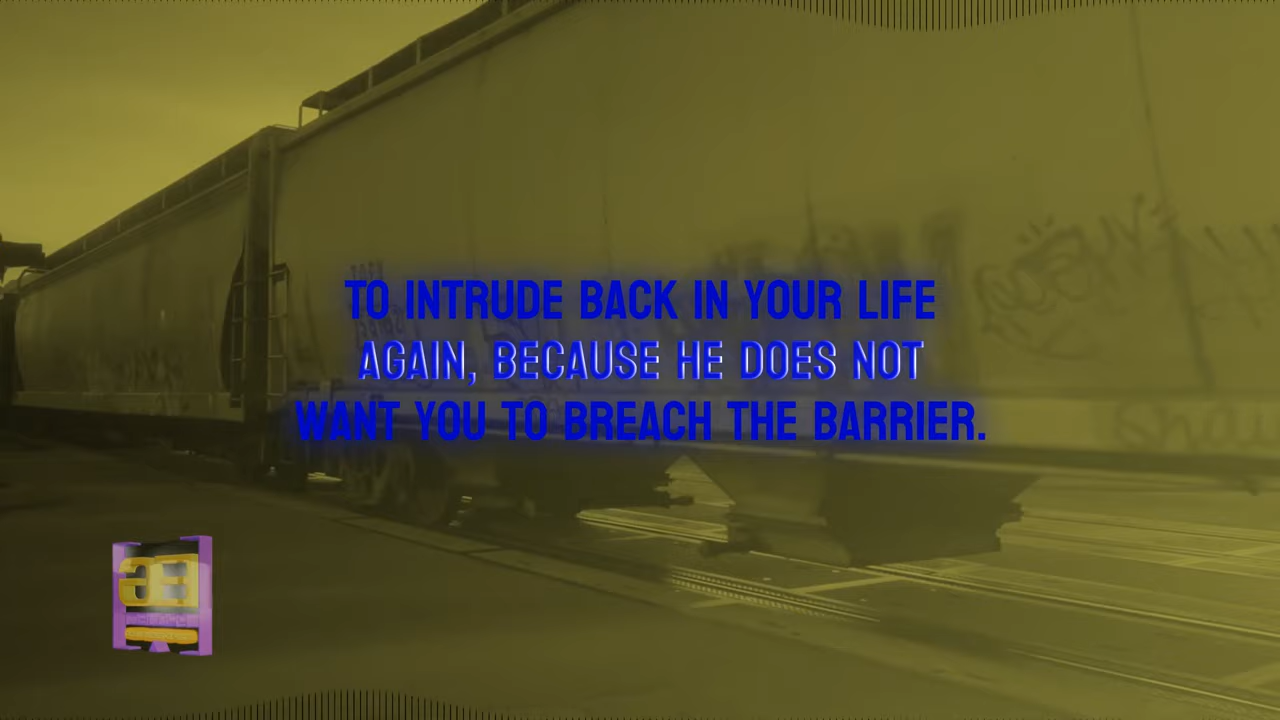 TO INTRUDE BACK IN YOUR LIFE
AGAIN, BECAUSE HE DOES NOT
WANT YOU TO BREACH THE BARRIER.